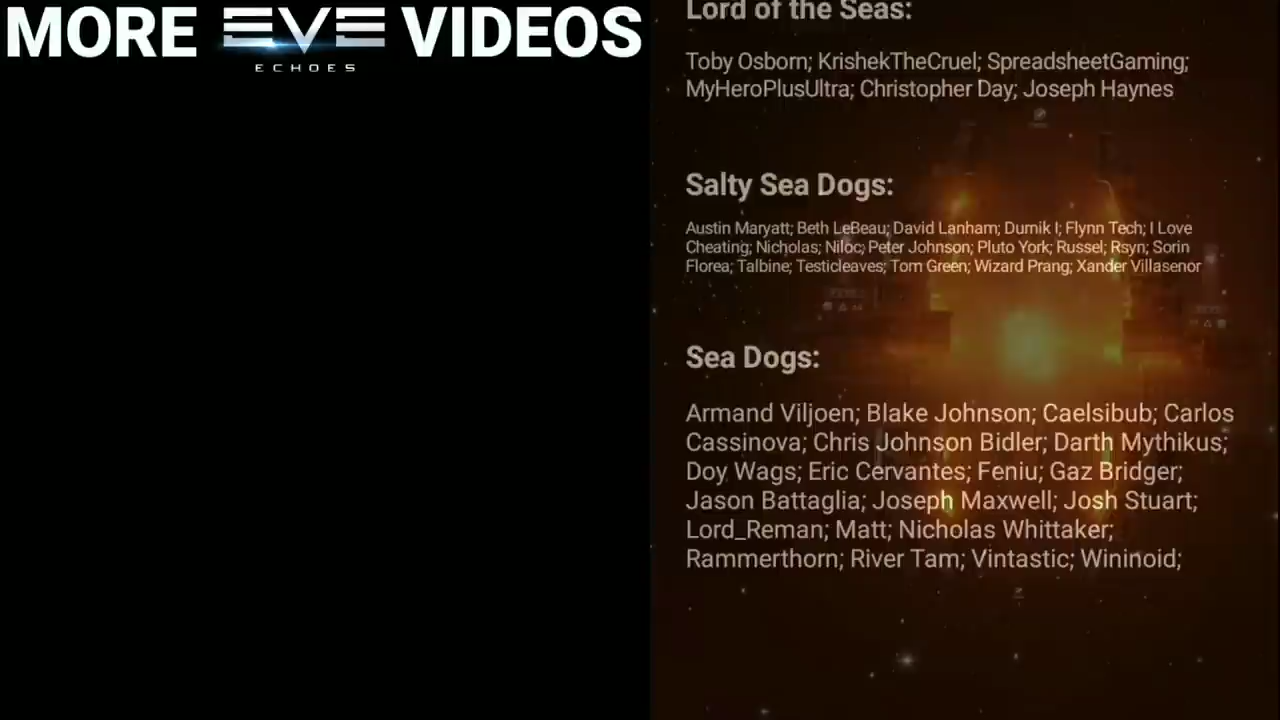 MORE EVE VIDEOS
ECHOES
Lord of the Seas:
Toby Osborn; KrishekTheCruel; SpreadsheetGaming;
MyHeroPlusUltra; Christopher Day; Joseph Haynes
Salty Sea Dogs:
Austin Maryatt; Beth LeBeau; David Lanham; Dumik I; Flynn Tech; I Love
Cheating; Nicholas; Niloc; Peter Johnson; Pluto York; Russel; Rsyn; Sorin
Florea; Talbine; Testicleaves; Tom Green; Wizard Prang; Xander Villasenor
Sea Dogs:
Armand Viljoen; Blake Johnson; Caelsibub; Carlos
Cassinova; Chris Johnson Bidler; Darth Mythikus;
Doy Wags; Eric Cervantes; Feniu; Gaz Bridger;
Jason Battaglia; Joseph Maxwell; Josh Stuart;
Lord_Reman; Matt; Nicholas Whittaker;
Rammerthorn; River Tam; Vintastic; Wininoid;